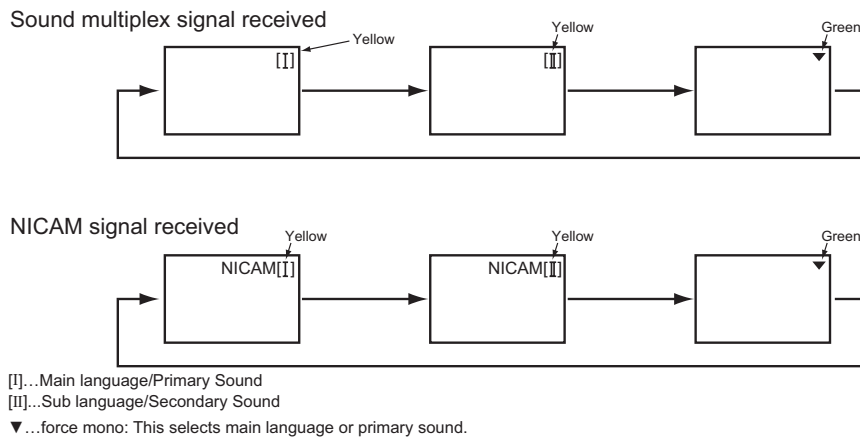 Sound multiplex signal received
Yellow Yellow Green
[I] [II] ▼
NICAM signal received
Yellow Yellow Green
NICAM[I] NICAM[II] ▼
[I]…Main language/Primary Sound
[II]...Sub language/Secondary Sound
▼…force mono: This selects main language or primary sound.